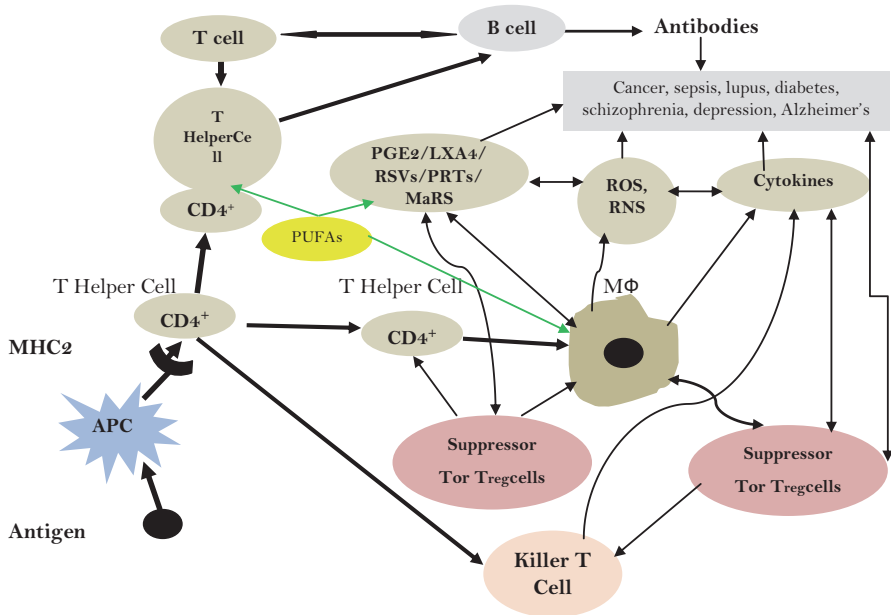 T cell
B cell
Antibodies
Cancer, sepsis, lupus, diabetes,
schizophrenia, depression, Alzheimer's
T
HelperCe
ll
PGE2/LXA4/
RSVs/PRTs/
MaRS
ROS,
RNS
Cytokines
CD4⁺
PUFAs
T Helper Cell
T Helper Cell
MΦ
CD4⁺
CD4⁺
MHC2
APC
Suppressor
Tor Tregcells
Suppressor
Tor Tregcells
Antigen
Killer T
Cell